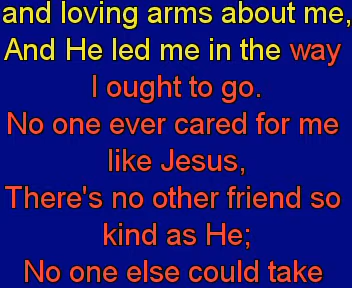 and loving arms about me,
And He led me in the way
I ought to go.
No one ever cared for me
like Jesus,
There's no other friend so
kind as He;
No one else could take